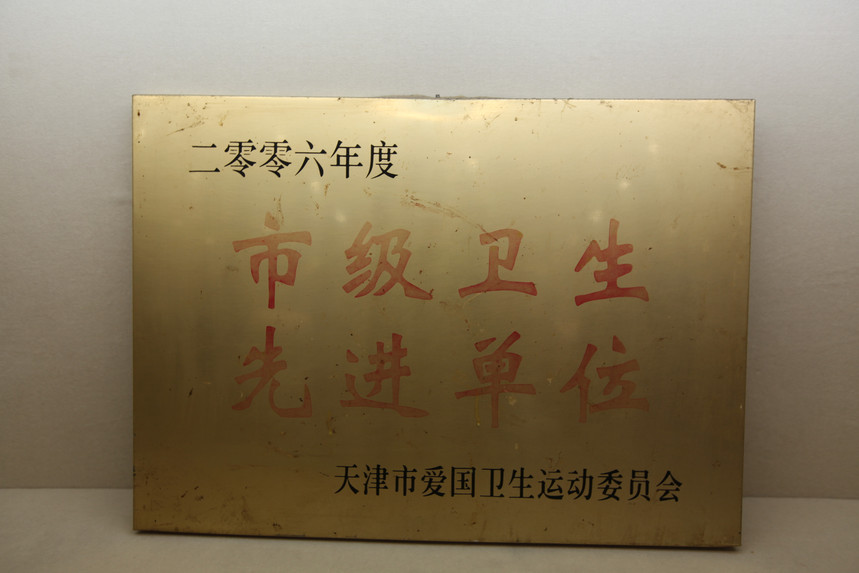 二零零六年度
市级卫生
先进单位
天津市爱国卫生运动委员会